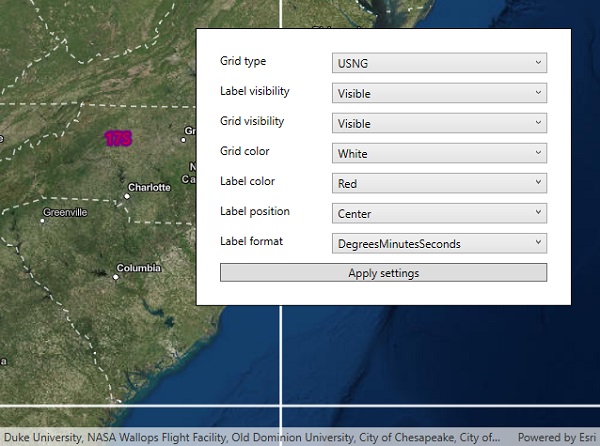 Grid type USNG
Label visibility Visible
Grid visibility Visible
Grid color White
Label color Red
Label position Center
Label format DegreesMinutesSeconds
Apply settings
17S
Gr
N
Ca
Charlotte
Greenville
Columbia
a
Duke University, NASA Wallops Flight Facility, Old Dominion University, City of Chesapeake, City of... Powered by Esri